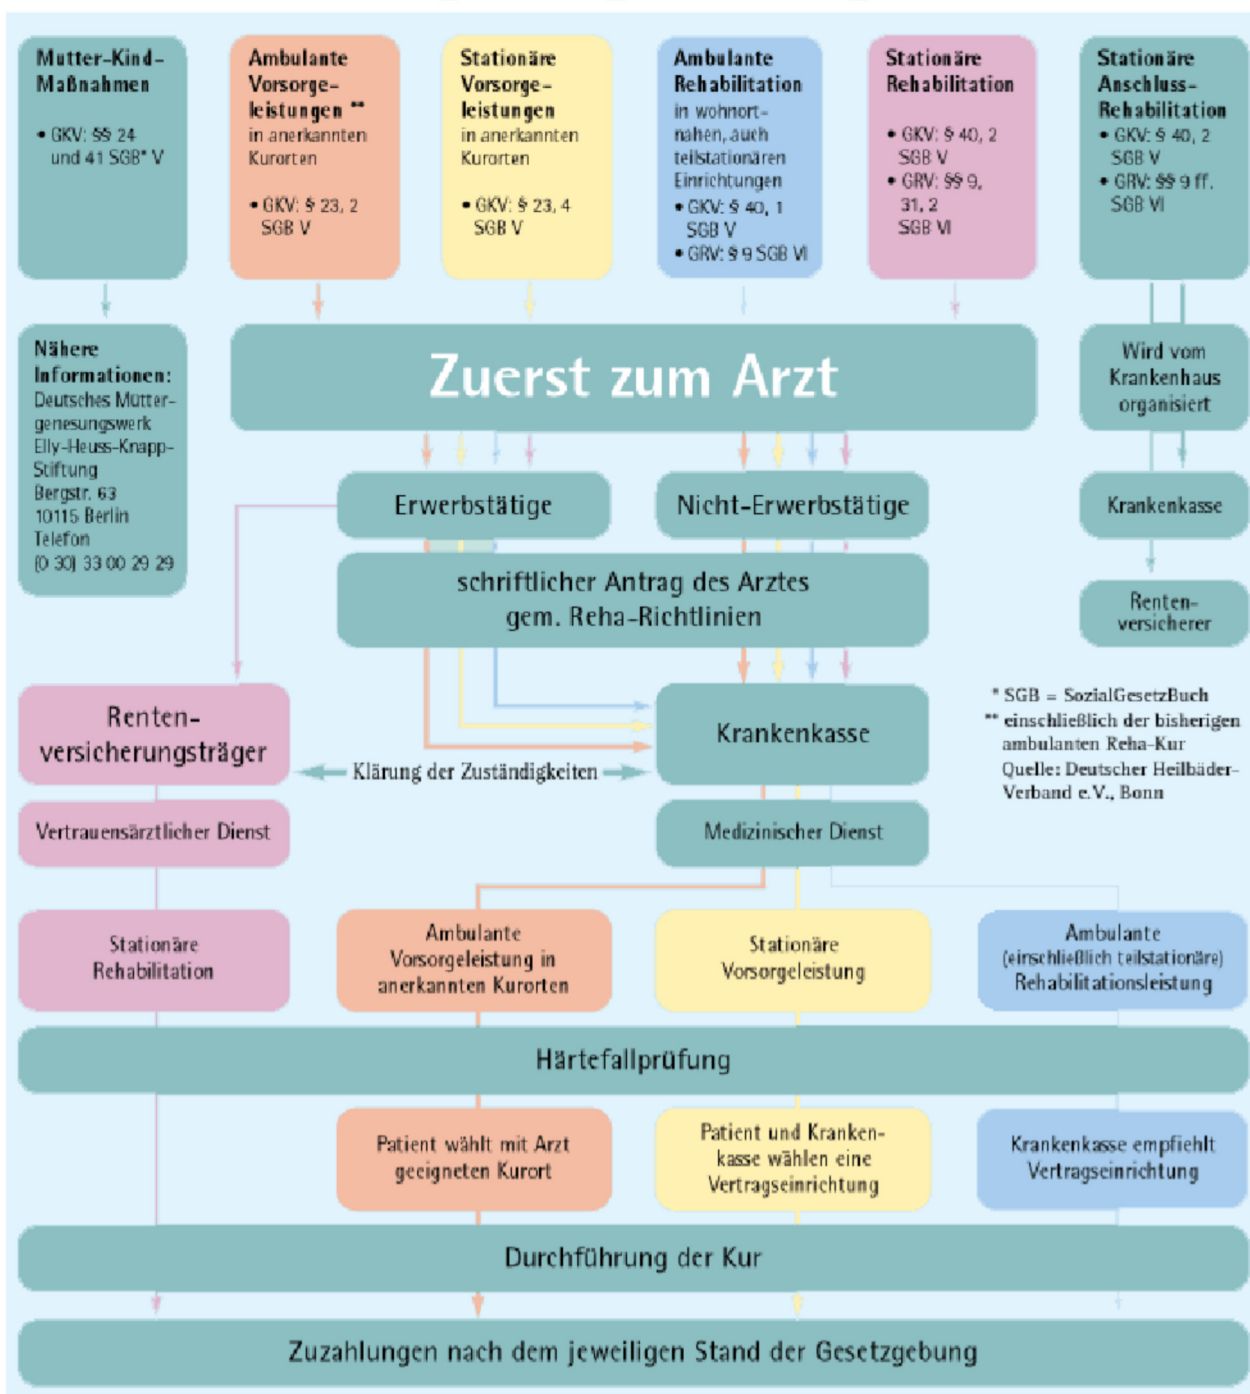 Mutter-Kind-
Maßnahmen
• GKV: §§ 24
und 41 SGB* V
Ambulante
Vorsorge-
leistungen **
in anerkannten
Kurorten
• GKV: § 23, 2
SGB V
Stationäre
Vorsorge-
leistungen
in anerkannten
Kurorten
• GKV: § 23, 4
SGB V
Ambulante
Rehabilitation
in wohnort-
nahen, auch
teilstationären
Einrichtungen
• GKV: § 40, 1
SGB V
• GRV: § 9 SGB VI
Stationäre
Rehabilitation
• GKV: § 40, 2
SGB V
• GRV: §§ 9,
31, 2
SGB VI
Stationäre
Anschluss-
Rehabilitation
• GKV: § 40, 2
SGB V
• GRV: §§ 9 ff.
SGB VI
Nähere
Informationen:
Deutsches Mütter-
genesungswerk
Elly-Heuss-Knapp-
Stiftung
Bergstr. 63
10115 Berlin
Telefon
(0 30) 33 00 29 29
Zuerst zum Arzt
Wird vom
Krankenhaus
organisiert
Erwerbstätige
Nicht-Erwerbstätige
Krankenkasse
schriftlicher Antrag des Arztes
gem. Reha-Richtlinien
Renten-
versicherer
Renten-
versicherungsträger
Klärung der Zuständigkeiten
Krankenkasse
* SGB = SozialGesetzBuch
** einschließlich der bisherigen
ambulanten Reha-Kur
Quelle: Deutscher Heilbäder-
Verband e.V., Bonn
Vertrauensärztlicher Dienst
Medizinischer Dienst
Stationäre
Rehabilitation
Ambulante
Vorsorgeleistung in
anerkannten Kurorten
Stationäre
Vorsorgeleistung
Ambulante
(einschließlich teilstationäre)
Rehabilitationsleistung
Härtefallprüfung
Patient wählt mit Arzt
geeigneten Kurort
Patient und Kranken-
kasse wählen eine
Vertragseinrichtung
Krankenkasse empfiehlt
Vertragseinrichtung
Durchführung der Kur
Zuzahlungen nach dem jeweiligen Stand der Gesetzgebung